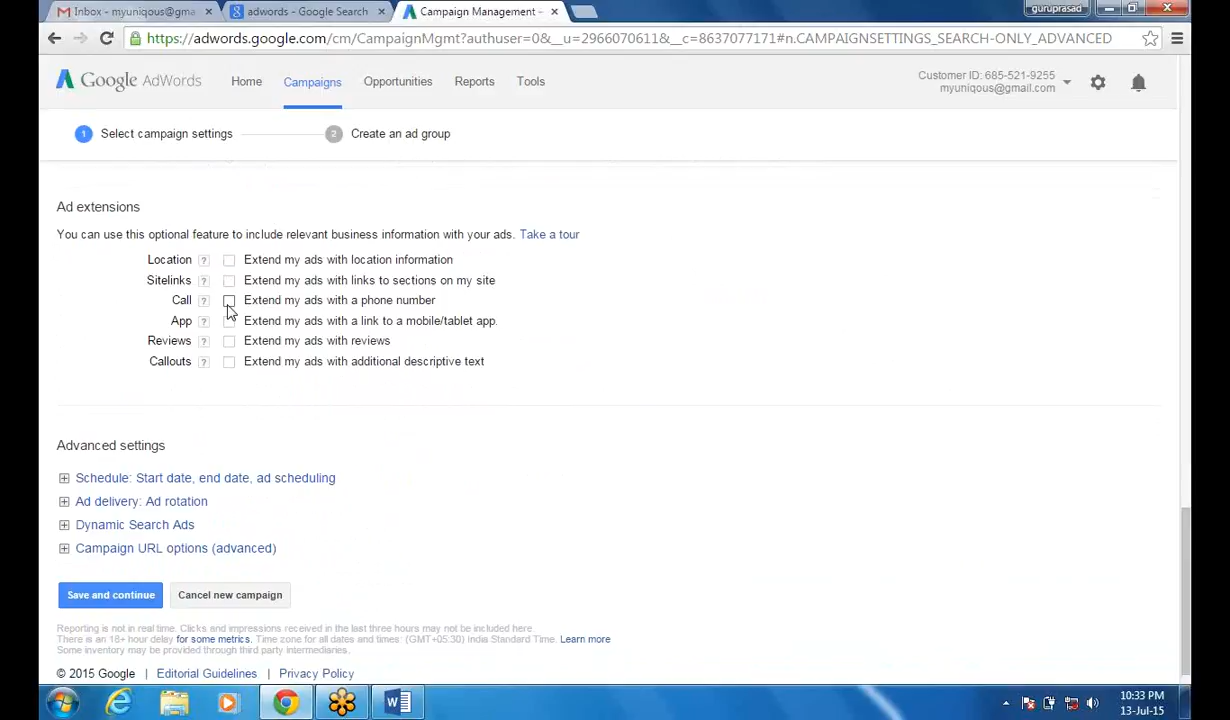 Inbox - myuniqous@gma
adwords - Google Search
Campaign Management -
guruprasad
https://adwords.google.com/cm/CampaignMgmt?authuser=0&__u=2966070611&__c=8637077171#n.CAMPAIGNSETTINGS_SEARCH-ONLY_ADVANCED
Google AdWords
Home
Campaigns
Opportunities
Reports
Tools
Customer ID: 685-521-9255
myuniqous@gmail.com
1 Select campaign settings
2 Create an ad group
Ad extensions
You can use this optional feature to include relevant business information with your ads. Take a tour
Location ? Extend my ads with location information
Sitelinks ? Extend my ads with links to sections on my site
Call ? Extend my ads with a phone number
App ? Extend my ads with a link to a mobile/tablet app.
Reviews ? Extend my ads with reviews
Callouts ? Extend my ads with additional descriptive text
Advanced settings
Schedule: Start date, end date, ad scheduling
Ad delivery: Ad rotation
Dynamic Search Ads
Campaign URL options (advanced)
Save and continue
Cancel new campaign
Reporting is not in real time. Clicks and impressions received in the last three hours may not be included here.
There is an 18+ hour delay for some metrics. Time zone for all dates and times: (GMT+05:30) India Standard Time. Learn more
Some inventory may be provided through third party intermediaries.
© 2015 Google | Editorial Guidelines | Privacy Policy
10:33 PM
13-Jul-15